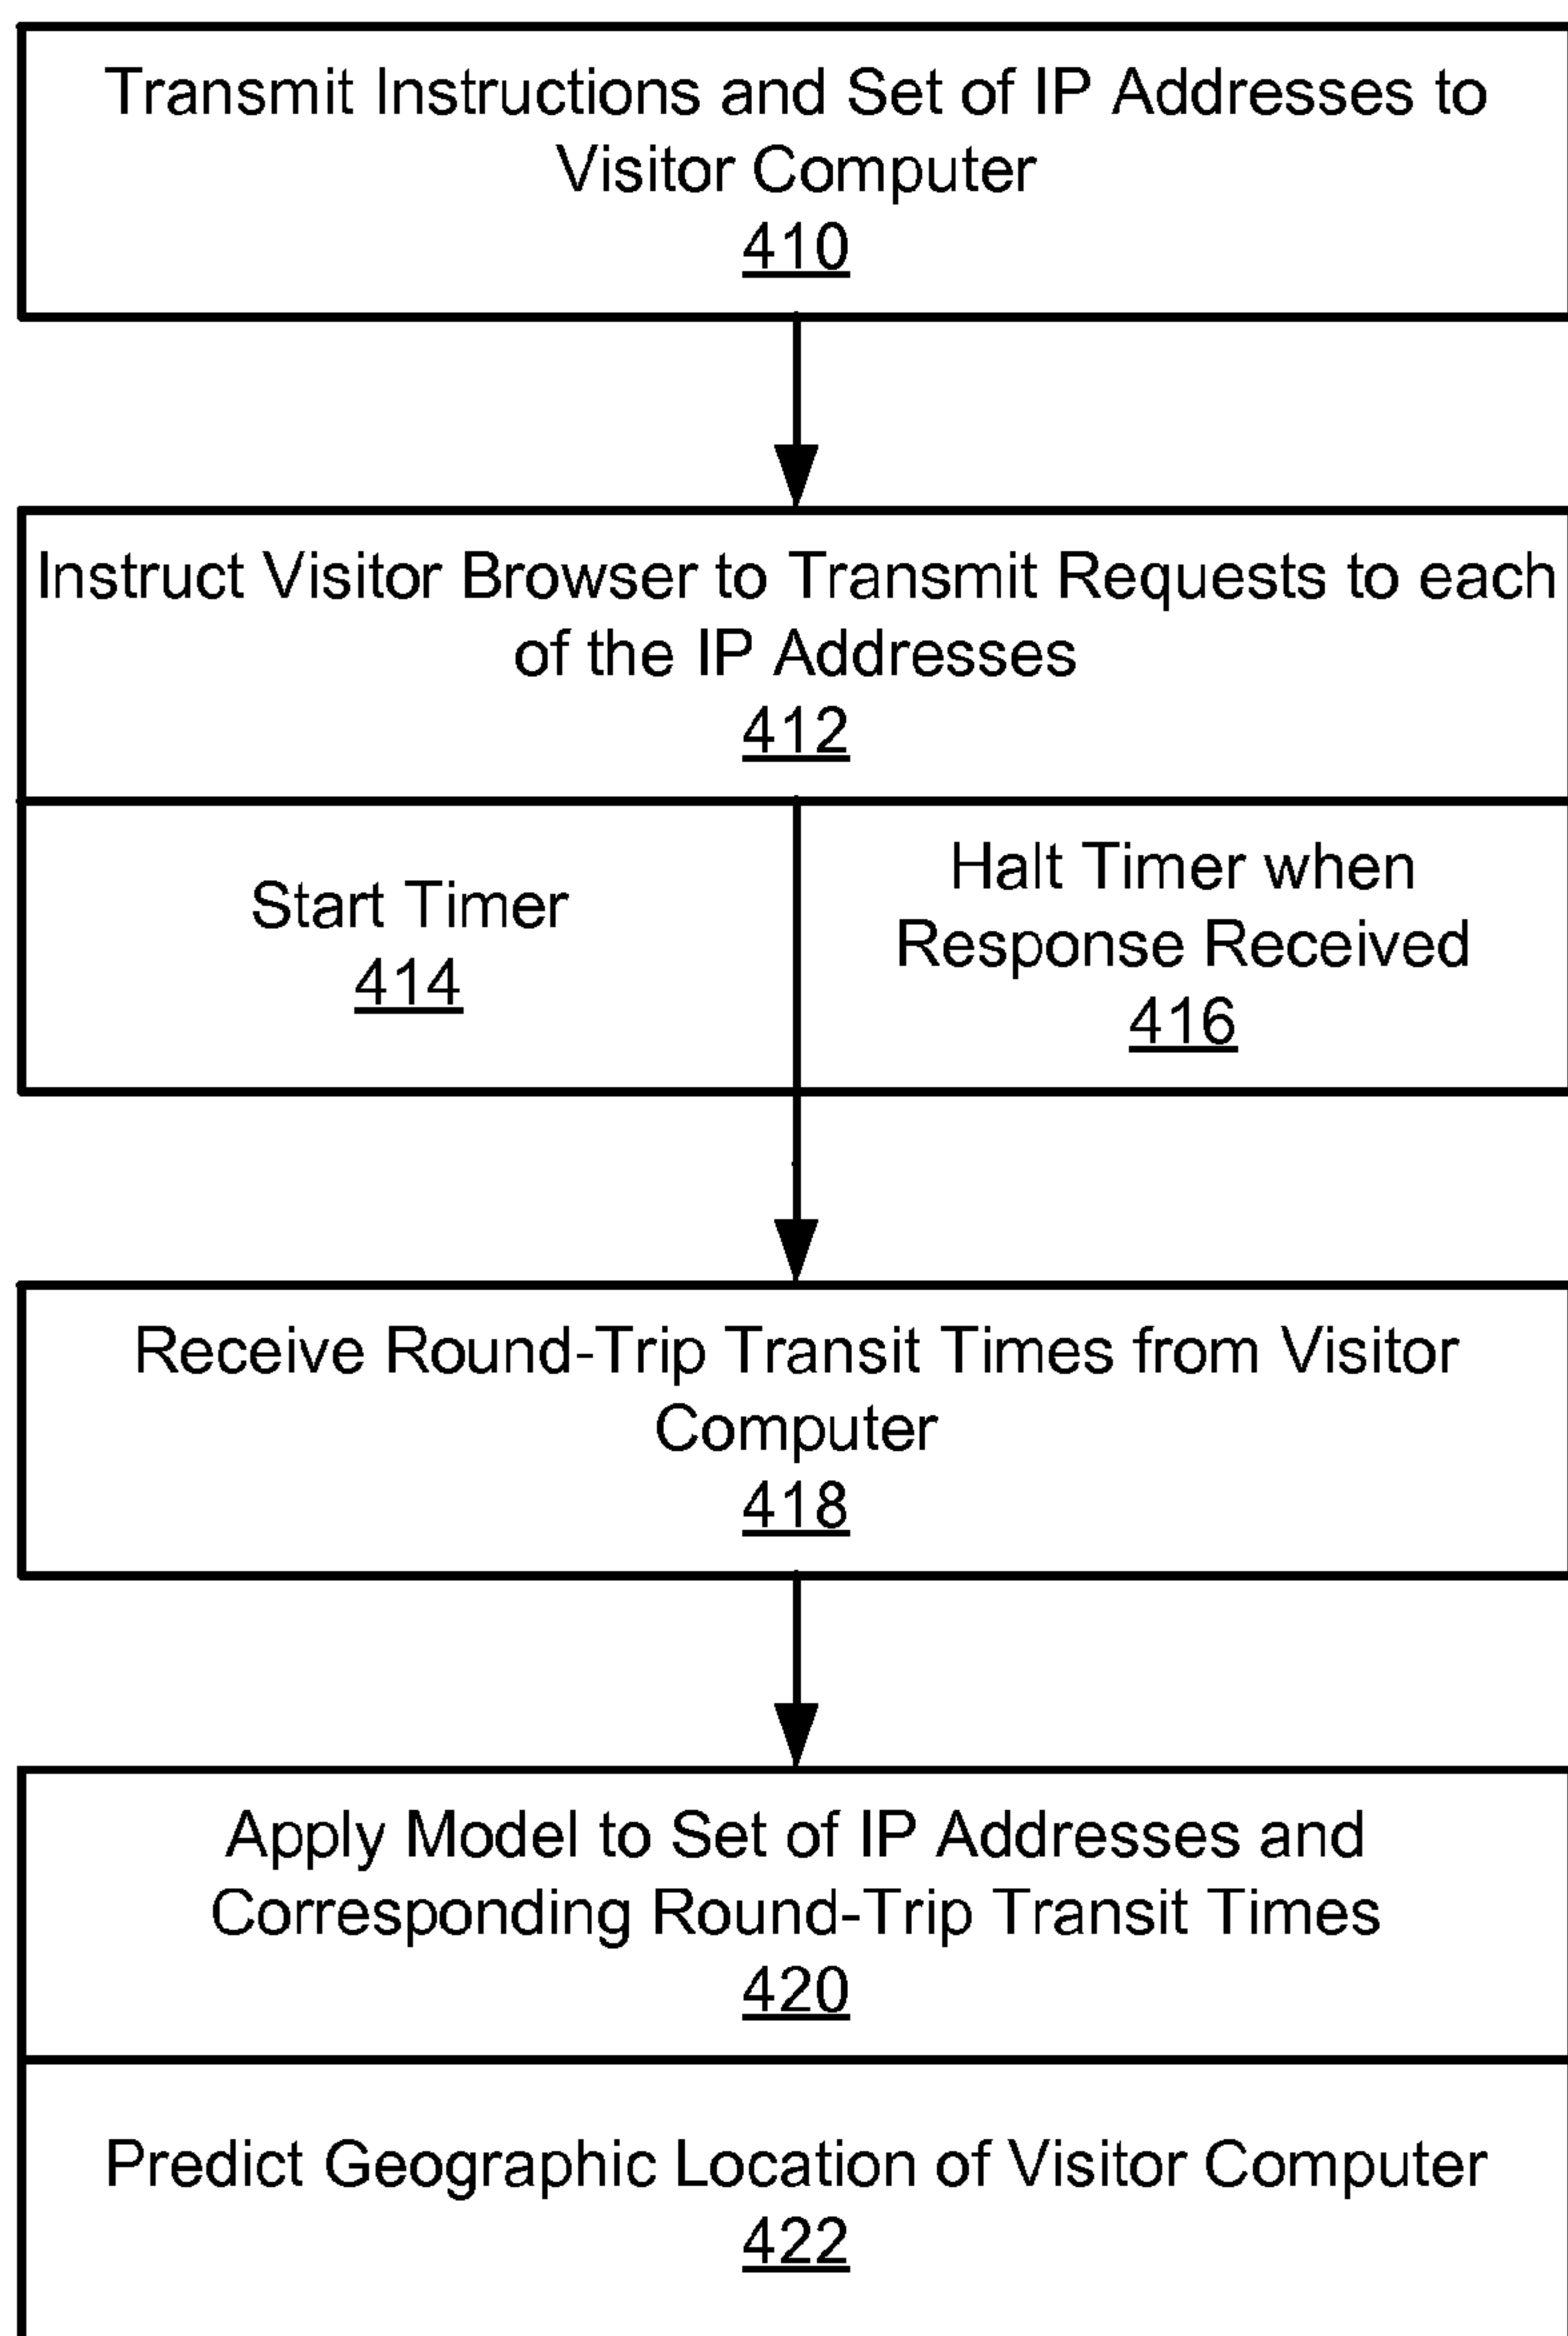 Transmit Instructions and Set of IP Addresses to
Visitor Computer
410
Instruct Visitor Browser to Transmit Requests to each
of the IP Addresses
412
Start Timer
414
Halt Timer when
Response Received
416
Receive Round-Trip Transit Times from Visitor
Computer
418
Apply Model to Set of IP Addresses and
Corresponding Round-Trip Transit Times
420
Predict Geographic Location of Visitor Computer
422